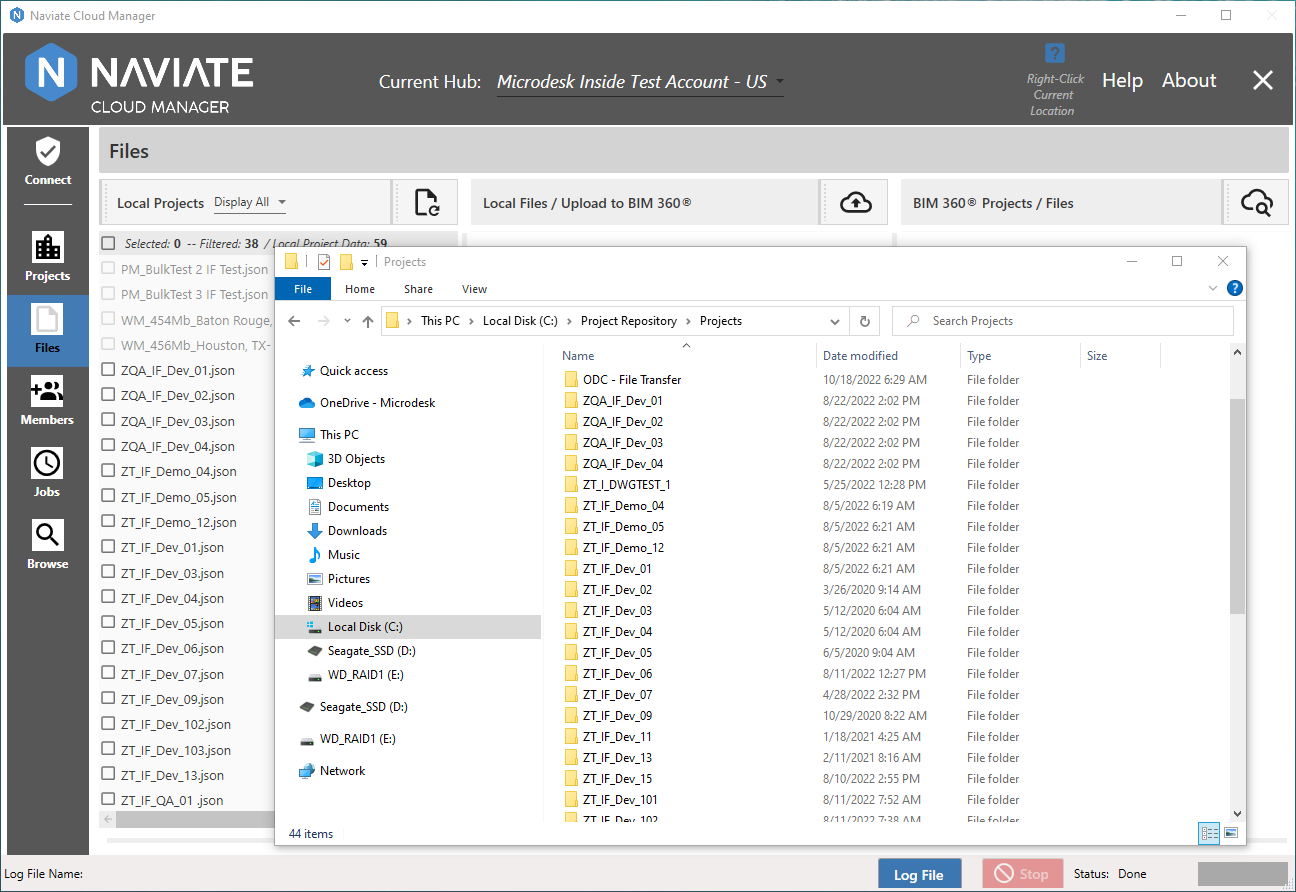 Naviate Cloud Manager
N NAVIATE
CLOUD MANAGER
Current Hub: Microdesk Inside Test Account - US
?
Right-Click
Current
Location
Help
About
Connect
Projects
Files
Members
Jobs
Browse
Files
Local Projects Display All
Local Files / Upload to BIM 360®
BIM 360® Projects / Files
Selected: 0 -- Filtered: 38 / Local Project Data: 59
PM_BulkTest 2 IF Test.json
PM_BulkTest 3 IF Test.json
WM_454Mb_Baton Rouge,
WM_456Mb_Houston, TX-
ZQA_IF_Dev_01.json
ZQA_IF_Dev_02.json
ZQA_IF_Dev_03.json
ZQA_IF_Dev_04.json
ZT_IF_Demo_04.json
ZT_IF_Demo_05.json
ZT_IF_Demo_12.json
ZT_IF_Dev_01.json
ZT_IF_Dev_03.json
ZT_IF_Dev_04.json
ZT_IF_Dev_05.json
ZT_IF_Dev_06.json
ZT_IF_Dev_07.json
ZT_IF_Dev_09.json
ZT_IF_Dev_102.json
ZT_IF_Dev_103.json
ZT_IF_Dev_13.json
ZT_IF_QA_01 .json
Projects
File Home Share View
?
This PC › Local Disk (C:) › Project Repository › Projects
Search Projects
Quick access
OneDrive - Microdesk
This PC
3D Objects
Desktop
Documents
Downloads
Music
Pictures
Videos
Local Disk (C:)
Seagate_SSD (D:)
WD_RAID1 (E:)
Seagate_SSD (D:)
WD_RAID1 (E:)
Network
Name Date modified Type Size
ODC - File Transfer 10/18/2022 6:29 AM File folder
ZQA_IF_Dev_01 8/22/2022 2:02 PM File folder
ZQA_IF_Dev_02 8/22/2022 2:02 PM File folder
ZQA_IF_Dev_03 8/22/2022 2:02 PM File folder
ZQA_IF_Dev_04 8/22/2022 2:02 PM File folder
ZT_I_DWGTEST_1 5/25/2022 12:28 PM File folder
ZT_IF_Demo_04 8/5/2022 6:19 AM File folder
ZT_IF_Demo_05 8/5/2022 6:21 AM File folder
ZT_IF_Demo_12 8/5/2022 6:21 AM File folder
ZT_IF_Dev_01 8/5/2022 6:21 AM File folder
ZT_IF_Dev_02 3/26/2020 9:14 AM File folder
ZT_IF_Dev_03 5/12/2020 6:04 AM File folder
ZT_IF_Dev_04 5/12/2020 6:04 AM File folder
ZT_IF_Dev_05 6/5/2020 9:04 AM File folder
ZT_IF_Dev_06 8/11/2022 12:27 PM File folder
ZT_IF_Dev_07 4/28/2022 2:32 PM File folder
ZT_IF_Dev_09 10/29/2020 8:22 AM File folder
ZT_IF_Dev_11 1/18/2021 4:25 AM File folder
ZT_IF_Dev_13 2/11/2021 8:16 AM File folder
ZT_IF_Dev_15 8/10/2022 2:55 PM File folder
ZT_IF_Dev_101 8/11/2022 7:52 AM File folder
ZT_IF_Dev_102 8/11/2022 7:38 AM File folder
44 items
Log File Name:
Log File
Stop
Status: Done